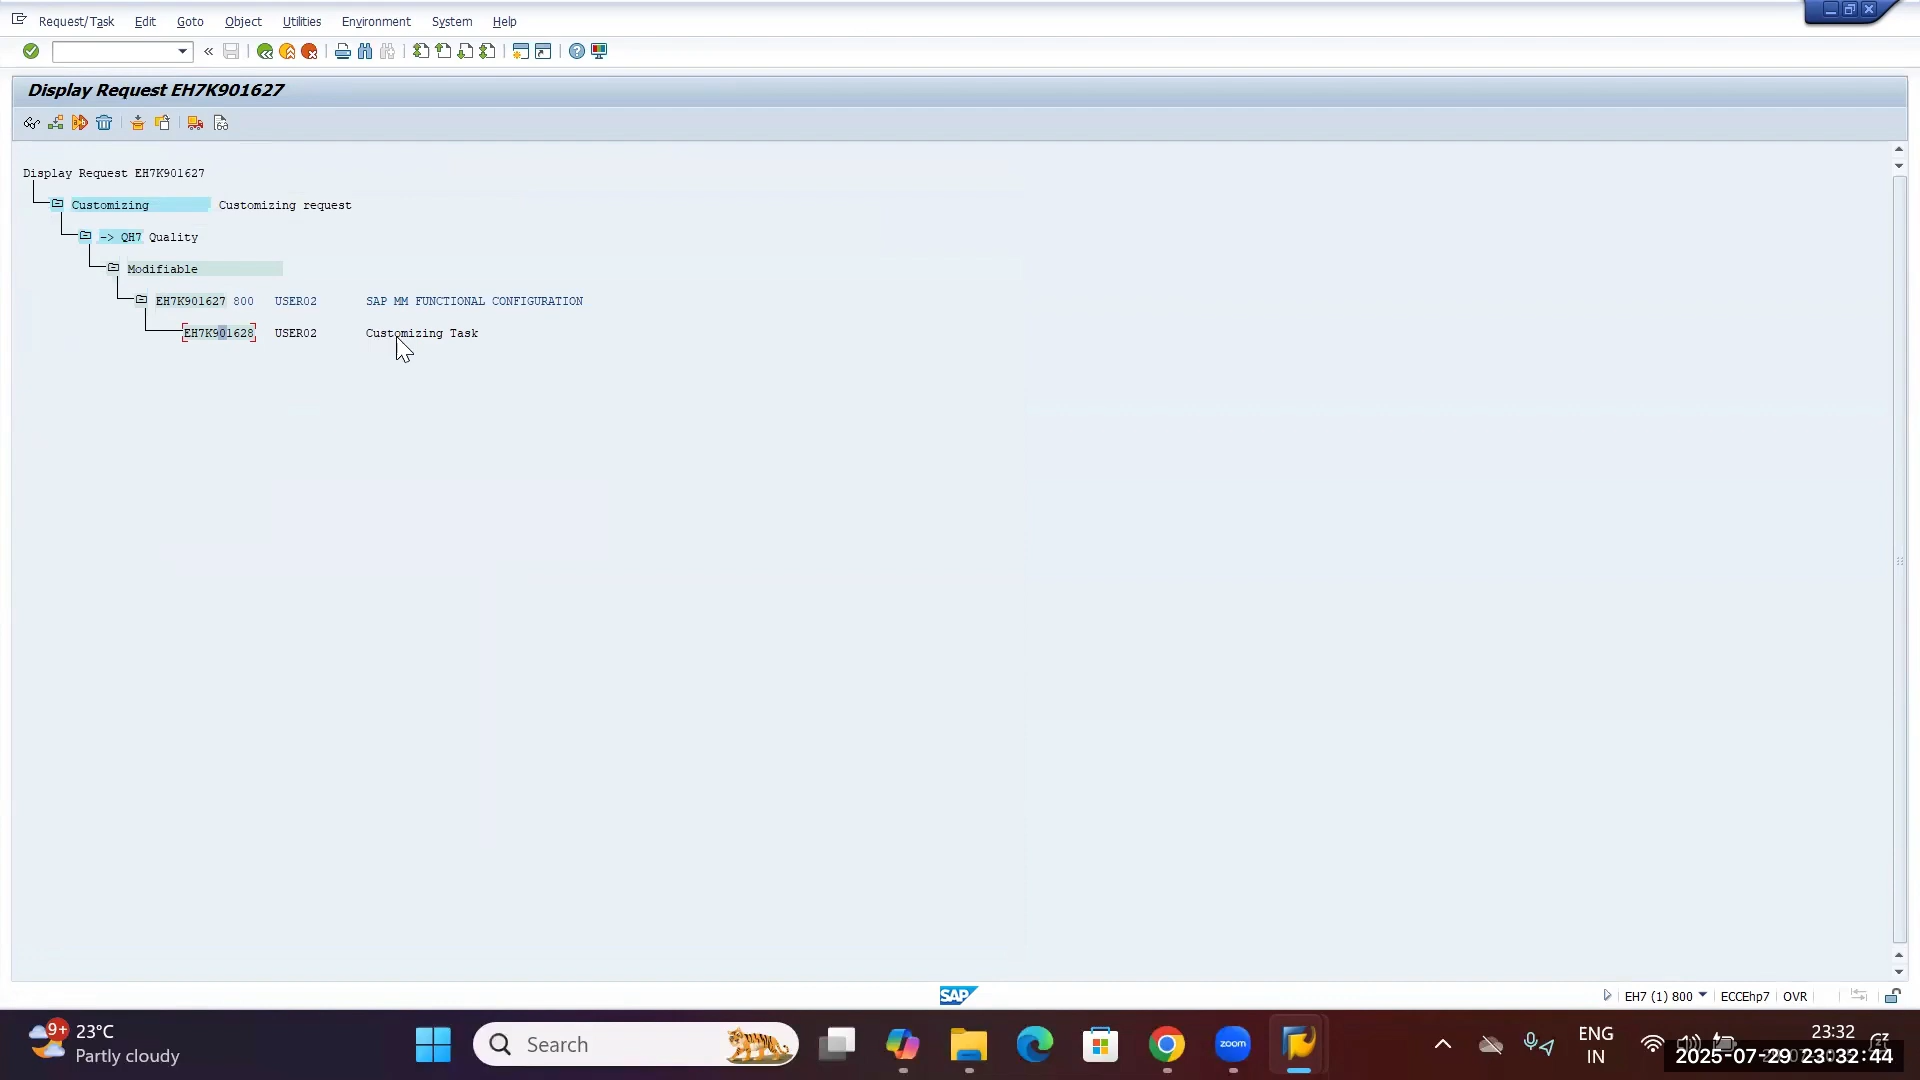 Request/Task Edit Goto Object Utilities Environment System Help
Display Request EH7K901627
Display Request EH7K901627
Customizing Customizing request
-> QH7 Quality
Modifiable
EH7K901627 800 USER02 SAP MM FUNCTIONAL CONFIGURATION
EH7K901628 USER02 Customizing Task
SAP
EH7 (1) 800 ECCEhp7 OVR
9+ 23°C
Partly cloudy
Search
zoom
ENG
IN
23:32
2025-07-29 23:32:44